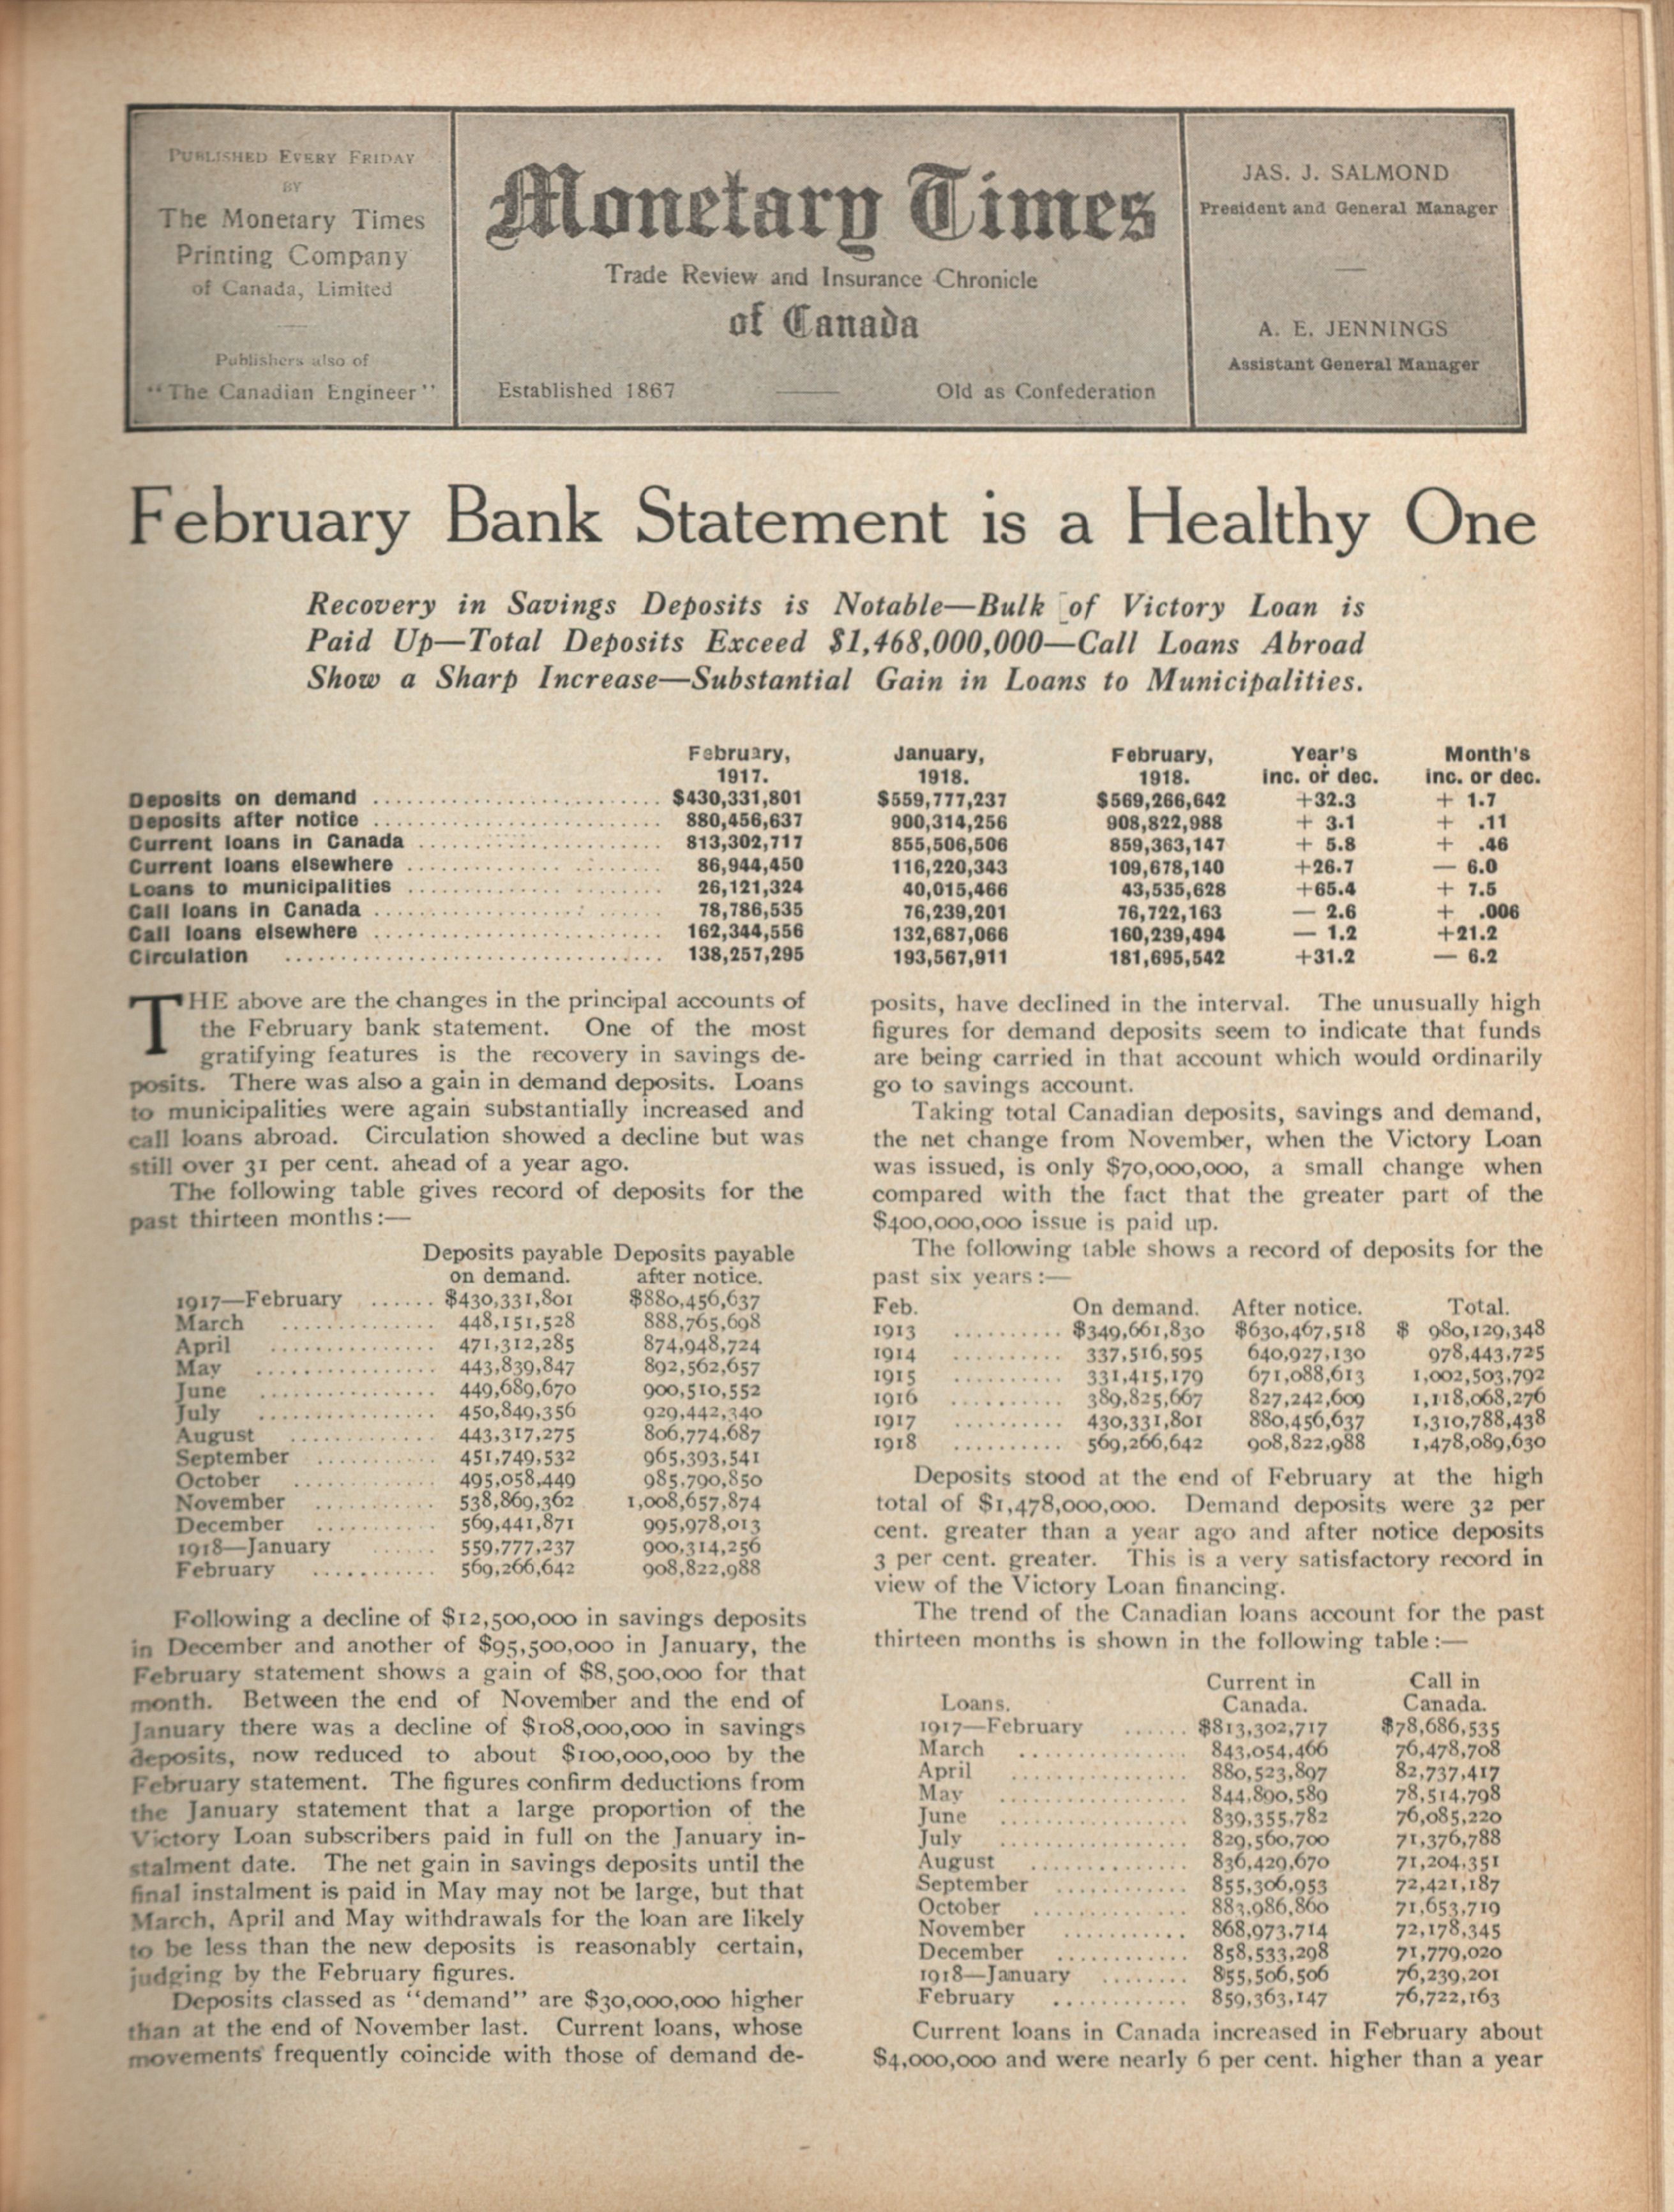 PUBLISHED EVERY FRIDAY
BY
The Monetary Times
Printing Company
of Canada, Limited
Publishers also of
"The Canadian Engineer"
Monetary Times
Trade Review and Insurance Chronicle
of Canada
Established 1867
Old as Confederation
JAS. J. SALMOND
President and General Manager
A. E. JENNINGS
Assistant General Manager
February Bank Statement is a Healthy One
Recovery in Savings Deposits is Notable—Bulk of Victory Loan is
Paid Up—Total Deposits Exceed $1,468,000,000—Call Loans Abroad
Show a Sharp Increase—Substantial Gain in Loans to Municipalities.
February, January, February, Year's Month's
1917. 1918. 1918. inc. or dec. inc. or dec.
Deposits on demand .......................... $430,331,801 $559,777,237 $569,266,642 +32.3 + 1.7
Deposits after notice .......................... 880,456,637 900,314,256 908,822,988 + 3.1 + .11
Current loans in Canada ...................... 813,302,717 855,506,506 859,363,147 + 5.8 + .46
Current loans elsewhere ....................... 86,944,450 116,220,343 109,678,140 +26.7 — 6.0
Loans to municipalities ....................... 26,121,324 40,015,466 43,535,628 +65.4 + 7.5
Call loans in Canada .......................... 78,786,535 76,239,201 76,722,163 — 2.6 + .006
Call loans elsewhere .......................... 162,344,556 132,687,066 160,239,494 — 1.2 +21.2
Circulation .................................. 138,257,295 193,567,911 181,695,542 +31.2 — 6.2
THE above are the changes in the principal accounts of
the February bank statement. One of the most
gratifying features is the recovery in savings de-
posits. There was also a gain in demand deposits. Loans
to municipalities were again substantially increased and
call loans abroad. Circulation showed a decline but was
still over 31 per cent. ahead of a year ago.
The following table gives record of deposits for the
past thirteen months:—
Deposits payable Deposits payable
on demand. after notice.
1917—February ...... $430,331,801 $880,456,637
March .............. 448,151,528 888,765,698
April ............... 471,312,285 874,948,724
May ................ 443,839,847 892,562,657
June ................ 449,689,670 900,510,552
July ................ 450,849,356 929,442,340
August ............. 443,317,275 806,774,687
September ........... 451,749,532 965,393,541
October ............. 495,058,449 985,790,850
November ........... 538,869,362 1,008,657,874
December ........... 569,441,871 995,978,013
1918—January ...... 559,777,237 900,314,256
February ........... 569,266,642 908,822,988
Following a decline of $12,500,000 in savings deposits
in December and another of $95,500,000 in January, the
February statement shows a gain of $8,500,000 for that
month. Between the end of November and the end of
January there was a decline of $108,000,000 in savings
deposits, now reduced to about $100,000,000 by the
February statement. The figures confirm deductions from
the January statement that a large proportion of the
Victory Loan subscribers paid in full on the January in-
stalment date. The net gain in savings deposits until the
final instalment is paid in May may not be large, but that
March, April and May withdrawals for the loan are likely
to be less than the new deposits is reasonably certain,
judging by the February figures.
Deposits classed as "demand" are $30,000,000 higher
than at the end of November last. Current loans, whose
movements frequently coincide with those of demand de-
posits, have declined in the interval. The unusually high
figures for demand deposits seem to indicate that funds
are being carried in that account which would ordinarily
go to savings account.
Taking total Canadian deposits, savings and demand,
the net change from November, when the Victory Loan
was issued, is only $70,000,000, a small change when
compared with the fact that the greater part of the
$400,000,000 issue is paid up.
The following table shows a record of deposits for the
past six years:—
Feb. On demand. After notice. Total.
1913 .......... $349,661,830 $630,467,518 $ 980,129,348
1914 .......... 337,516,595 640,927,130 978,443,725
1915 .......... 331,415,179 671,088,613 1,002,503,792
1916 .......... 389,825,667 827,242,609 1,118,068,276
1917 .......... 430,331,801 880,456,637 1,310,788,438
1918 .......... 569,266,642 908,822,988 1,478,089,630
Deposits stood at the end of February at the high
total of $1,478,000,000. Demand deposits were 32 per
cent. greater than a year ago and after notice deposits
3 per cent. greater. This is a very satisfactory record in
view of the Victory Loan financing.
The trend of the Canadian loans account for the past
thirteen months is shown in the following table:—
Current in Call in
Loans. Canada. Canada.
1917—February ...... $813,302,717 $78,686,535
March ............... 843,054,466 76,478,708
April ................ 880,523,897 82,737,417
May ................. 844,890,589 78,514,798
June ................. 839,355,782 76,085,220
July ................. 829,560,700 71,376,788
August .............. 836,429,670 71,204,351
September ............ 855,306,953 72,421,187
October .............. 883,986,860 71,653,719
November ........... 868,973,714 72,178,345
December ............ 858,533,298 71,779,020
1918—January ........ 855,506,506 76,239,201
February ............ 859,363,147 76,722,163
Current loans in Canada increased in February about
$4,000,000 and were nearly 6 per cent. higher than a year